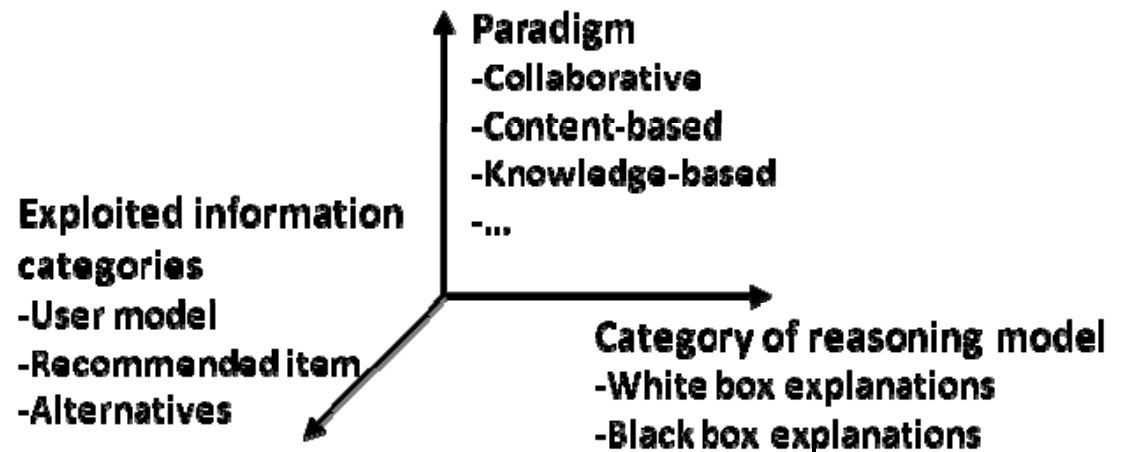 Paradigm
-Collaborative
-Content-based
-Knowledge-based
-...
Exploited information
categories
-User model
-Recommended item
-Alternatives
Category of reasoning model
-White box explanations
-Black box explanations